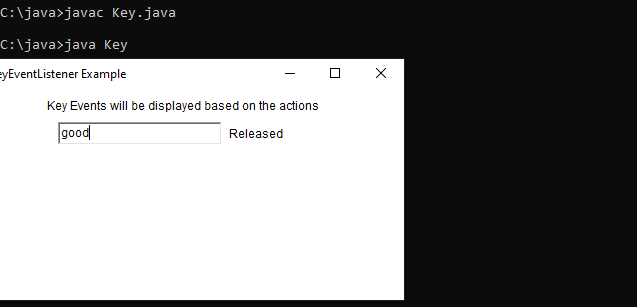 C:\java>javac Key.java
C:\java>java Key
eyEventListener Example
Key Events will be displayed based on the actions
good Released